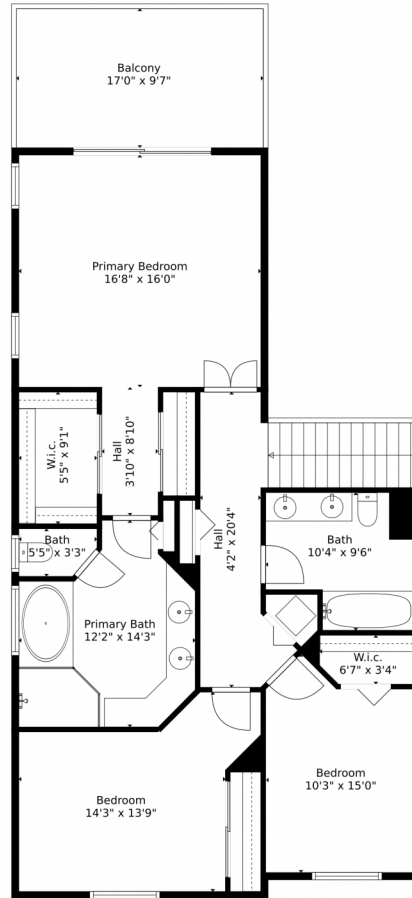 Balcony
17'0" x 9'7"
Primary Bedroom
16'8" x 16'0"
W.i.c.
5'5" x 9'1"
Hall
3'10" x 8'10"
Hall
4'2" x 20'4"
Bath
5'5" x 3'3"
Bath
10'4" x 9'6"
Primary Bath
12'2" x 14'3"
W.i.c.
6'7" x 3'4"
Bedroom
14'3" x 13'9"
Bedroom
10'3" x 15'0"